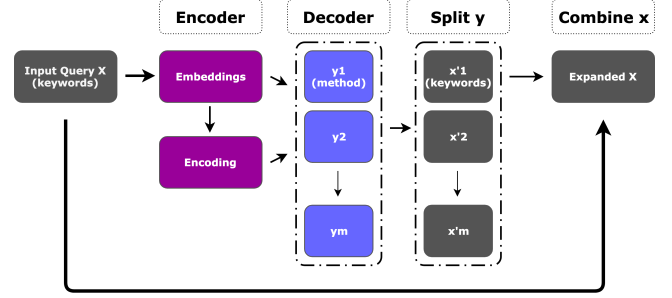 Encoder
Decoder
Split y
Combine x
Input Query X
(keywords)
Embeddings
y1
(method)
x'1
(keywords)
Expanded X
Encoding
y2
x'2
ym
x'm